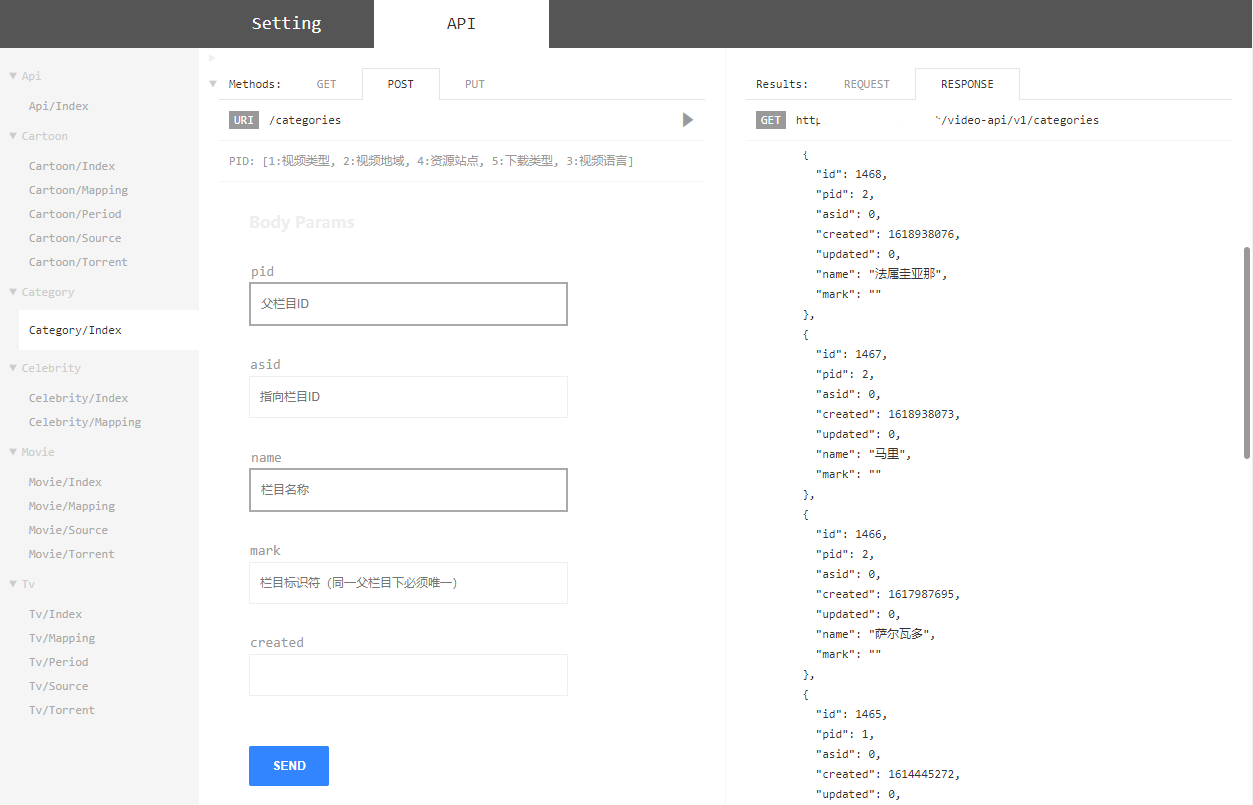 Setting
API
Api
Api/Index
Cartoon
Cartoon/Index
Cartoon/Mapping
Cartoon/Period
Cartoon/Source
Cartoon/Torrent
Category
Category/Index
Celebrity
Celebrity/Index
Celebrity/Mapping
Movie
Movie/Index
Movie/Mapping
Movie/Source
Movie/Torrent
Tv
Tv/Index
Tv/Mapping
Tv/Period
Tv/Source
Tv/Torrent
Methods: GET POST PUT
URI /categories
PID: [1:视频类型, 2:视频地域, 4:资源站点, 5:下载类型, 3:视频语言]
Body Params
pid
父栏目ID
asid
指向栏目ID
name
栏目名称
mark
栏目标识符（同一父栏目下必须唯一）
created
SEND
Results: REQUEST RESPONSE
GET http /video-api/v1/categories
{
"id": 1468,
"pid": 2,
"asid": 0,
"created": 1618938076,
"updated": 0,
"name": "法属圭亚那",
"mark": ""
},
{
"id": 1467,
"pid": 2,
"asid": 0,
"created": 1618938073,
"updated": 0,
"name": "马里",
"mark": ""
},
{
"id": 1466,
"pid": 2,
"asid": 0,
"created": 1617987695,
"updated": 0,
"name": "萨尔瓦多",
"mark": ""
},
{
"id": 1465,
"pid": 1,
"asid": 0,
"created": 1614445272,
"updated": 0,